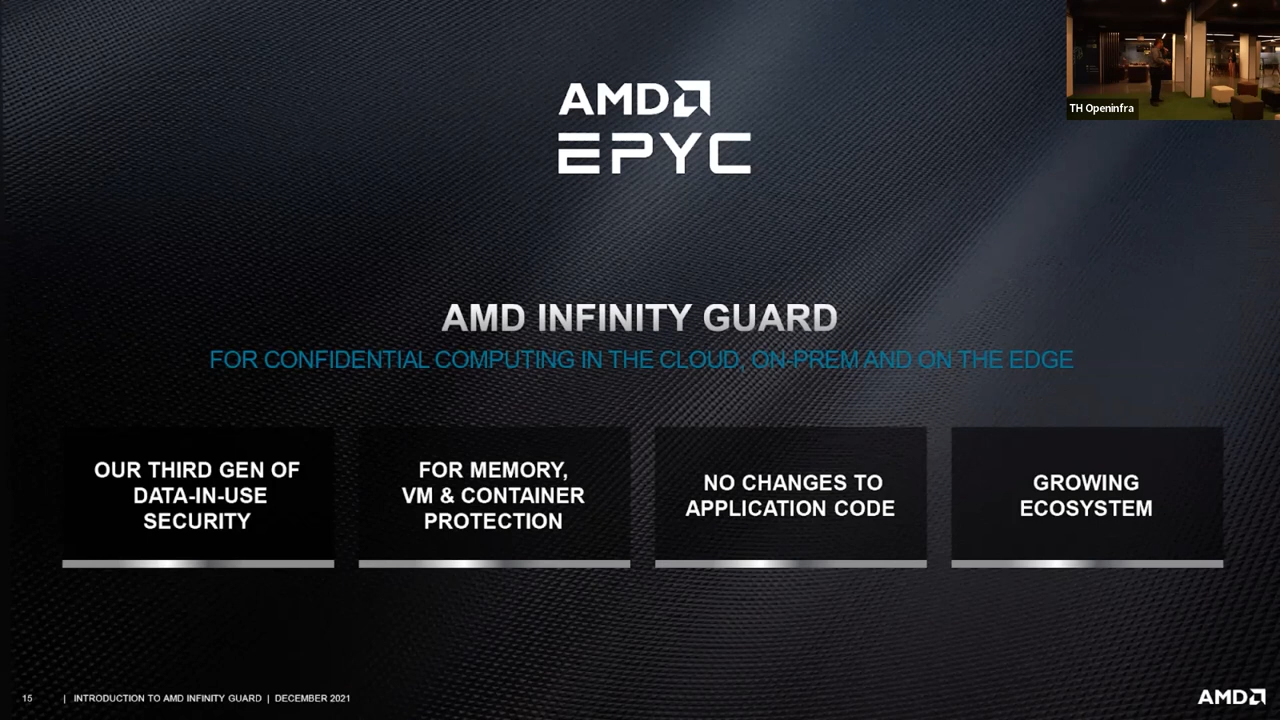 TH Openinfra
AMD
EPYC
AMD INFINITY GUARD
FOR CONFIDENTIAL COMPUTING IN THE CLOUD, ON-PREM AND ON THE EDGE
OUR THIRD GEN OF
DATA-IN-USE
SECURITY
FOR MEMORY,
VM & CONTAINER
PROTECTION
NO CHANGES TO
APPLICATION CODE
GROWING
ECOSYSTEM
15 | INTRODUCTION TO AMD INFINITY GUARD | DECEMBER 2021
AMD